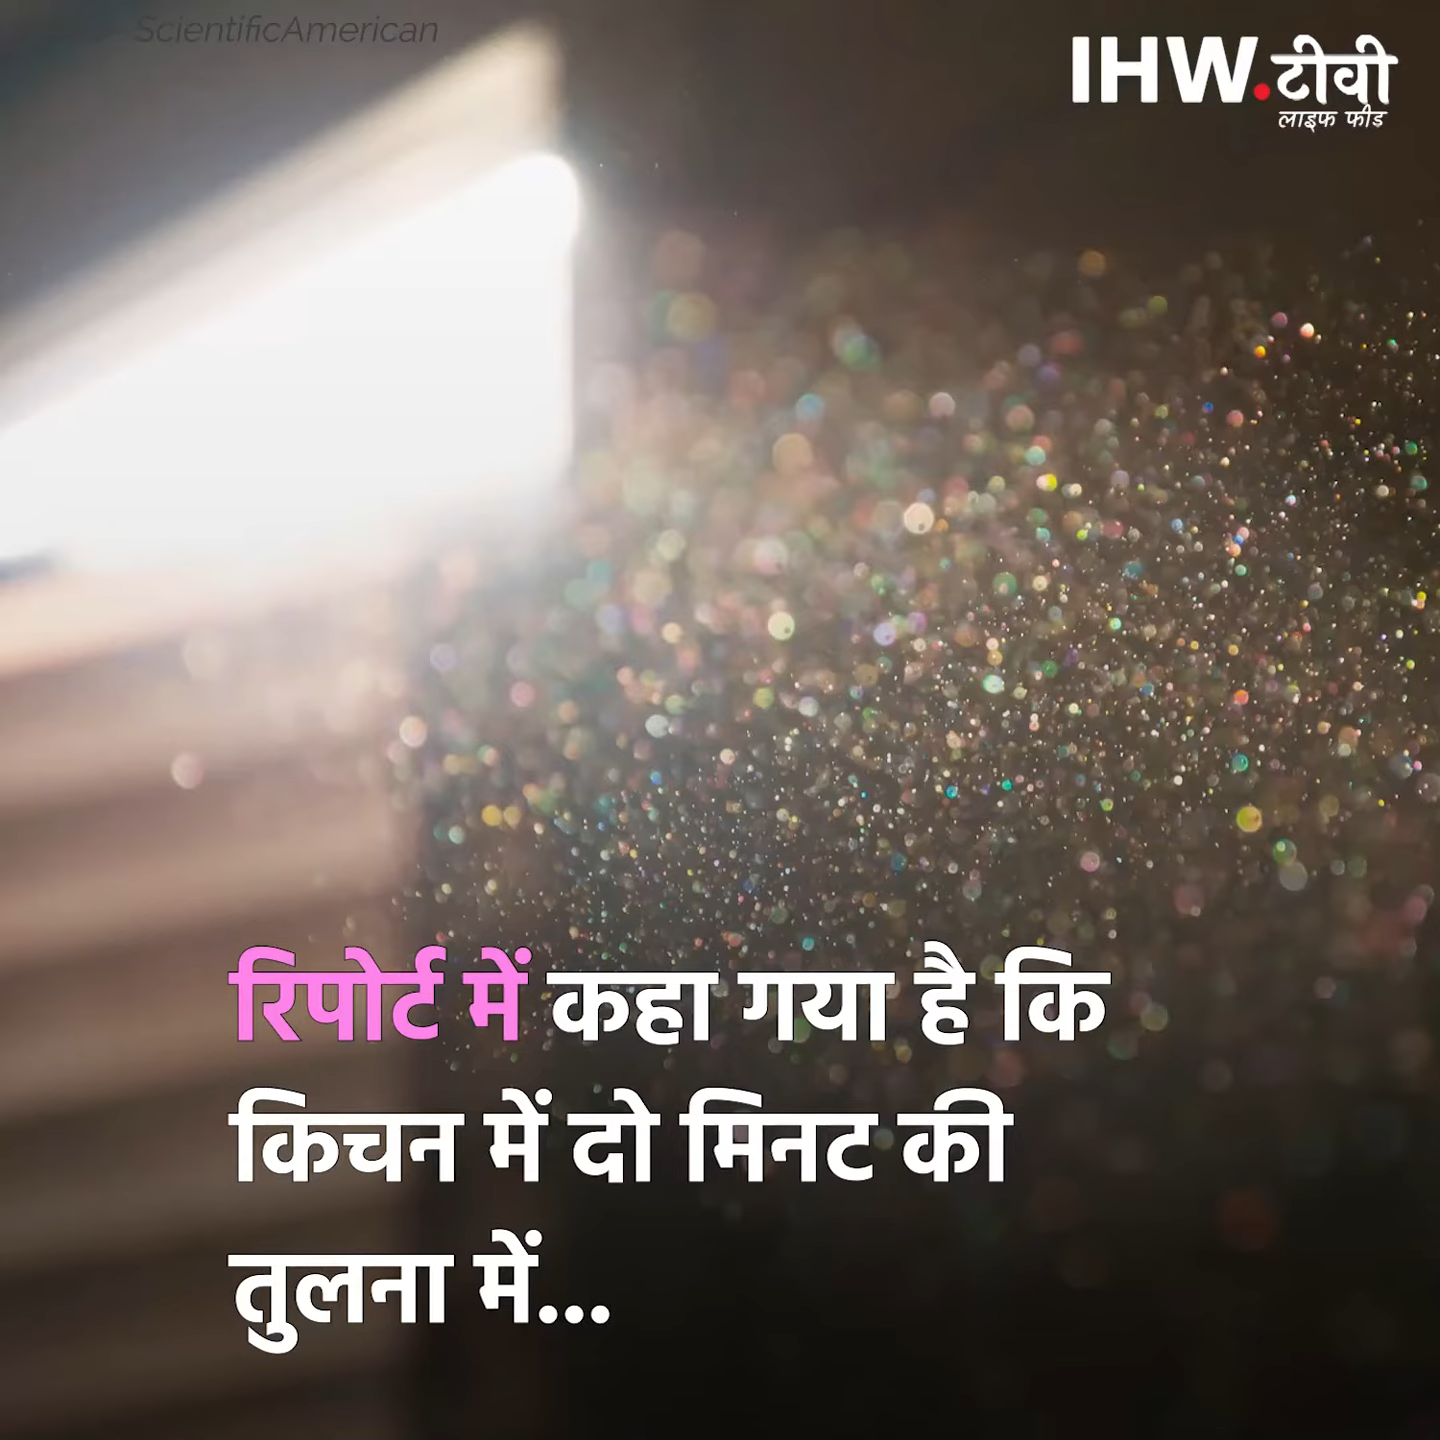 ScientificAmerican
IHW.टीवी
लाइफ फीड
रिपोर्ट में कहा गया है कि
किचन में दो मिनट की
तुलना में...